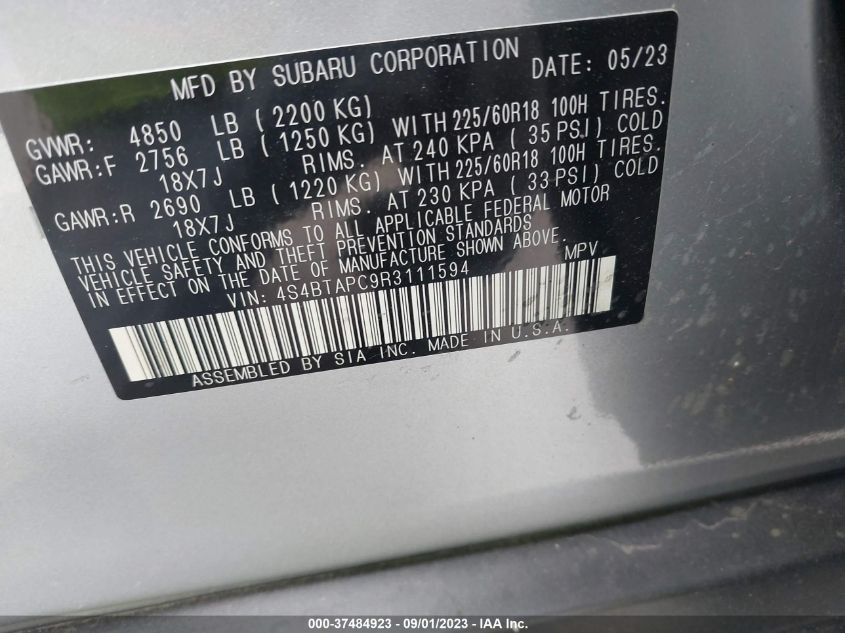 MFD BY SUBARU CORPORATION DATE: 05/23
GVWR: 4850 LB (2200 KG)
GAWR:F 2756 LB (1250 KG) WITH 225/60R18 100H TIRES.
18X7J RIMS. AT 240 KPA (35 PSI) COLD
GAWR:R 2690 LB (1220 KG) WITH 225/60R18 100H TIRES.
18X7J RIMS. AT 230 KPA (33 PSI) COLD
THIS VEHICLE CONFORMS TO ALL APPLICABLE FEDERAL MOTOR
VEHICLE SAFETY AND THEFT PREVENTION STANDARDS
IN EFFECT ON DATE OF MANUFACTURE SHOWN ABOVE.
VIN: 4S4BTAPC9R3111594 MPV
ASSEMBLED BY SIA INC. MADE IN U.S.A.
000-37484923 - 09/01/2023 - IAA Inc.